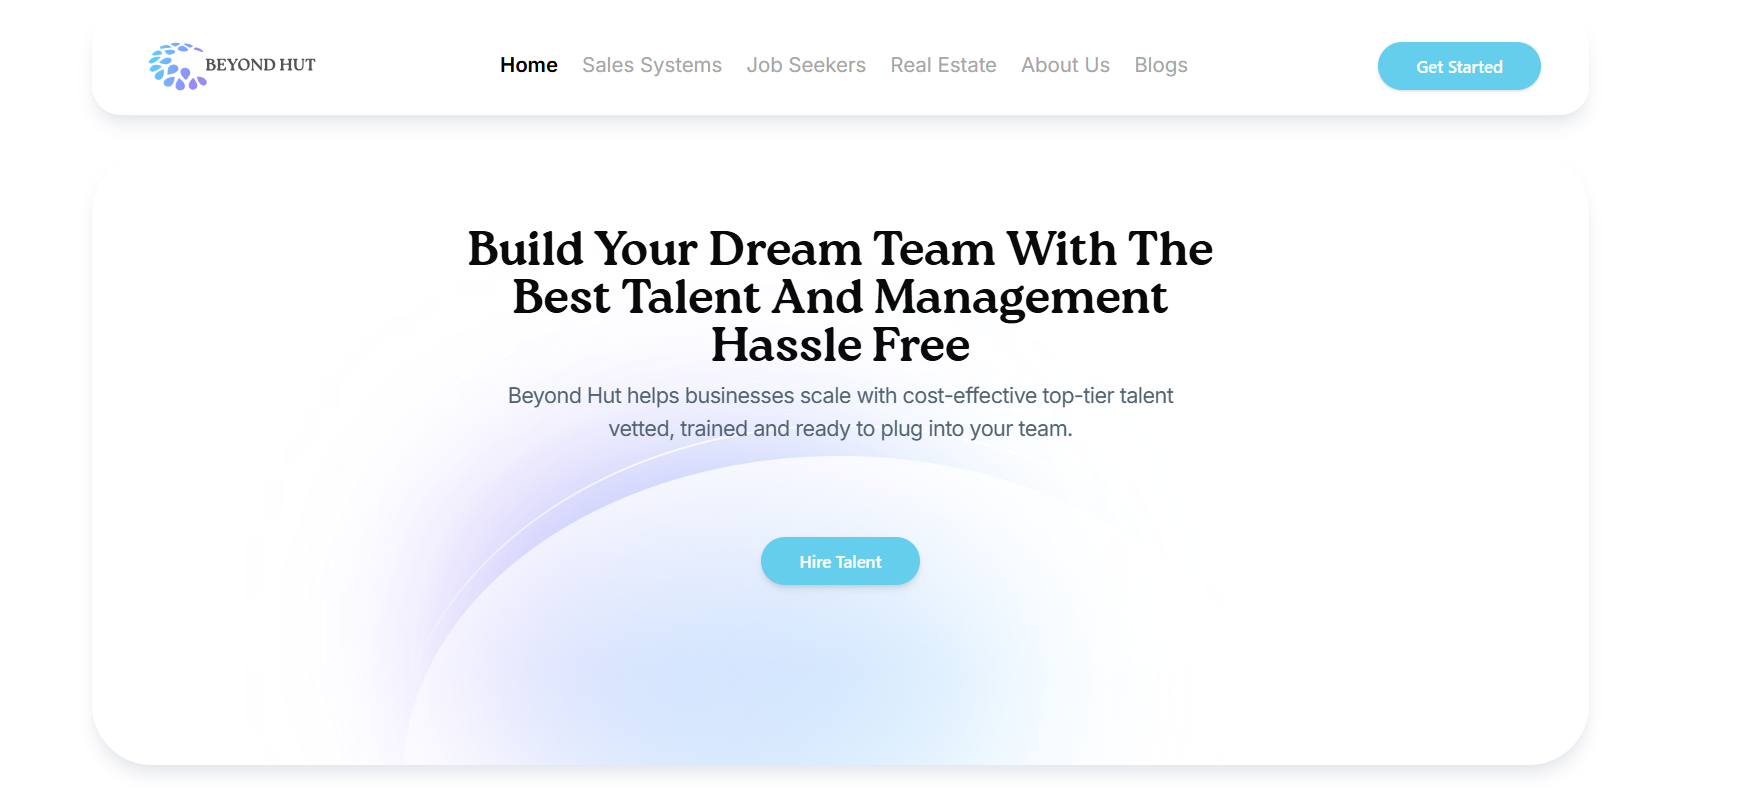 BEYOND HUT
Home Sales Systems Job Seekers Real Estate About Us Blogs
Get Started
Build Your Dream Team With The
Best Talent And Management
Hassle Free
Beyond Hut helps businesses scale with cost-effective top-tier talent
vetted, trained and ready to plug into your team.
Hire Talent